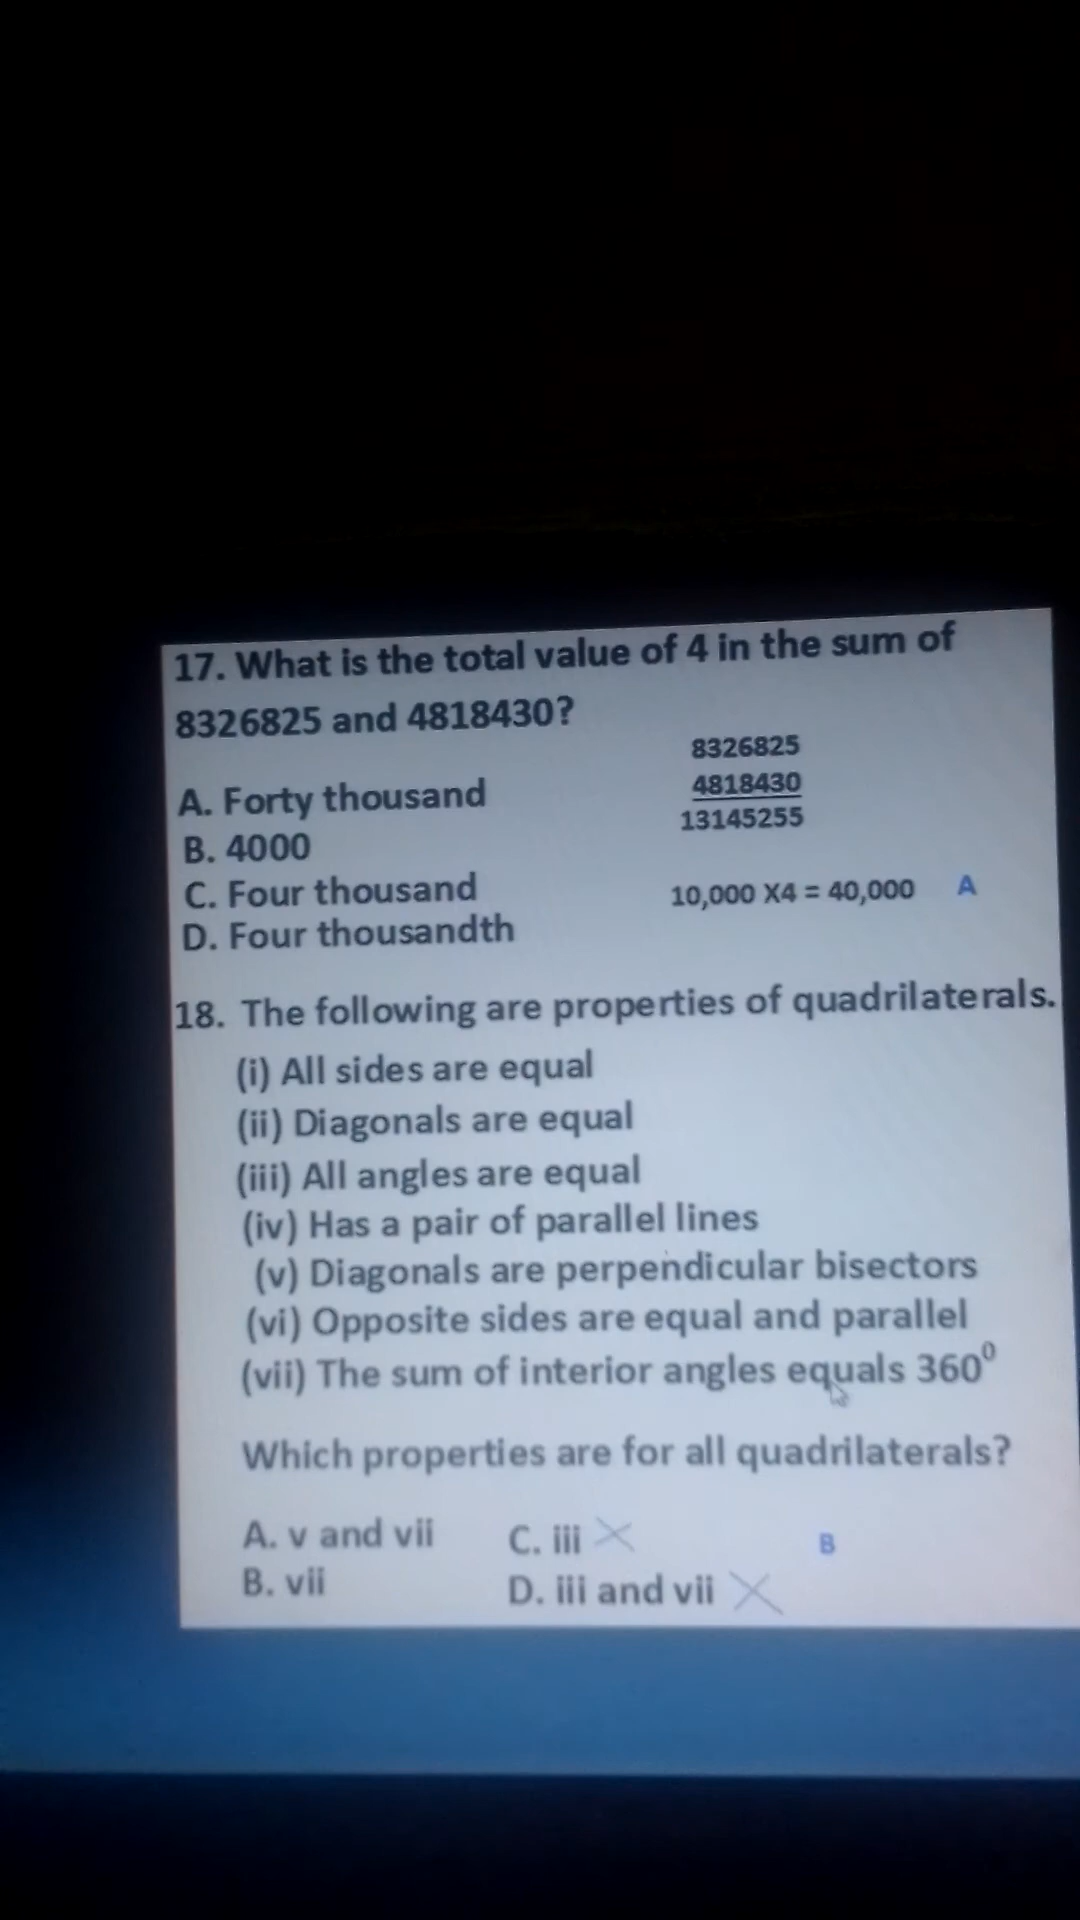 17. What is the total value of 4 in the sum of
8326825 and 4818430?
8326825
A. Forty thousand
4818430
13145255
B. 4000
C. Four thousand
10,000 X4 = 40,000 A
D. Four thousandth
18. The following are properties of quadrilaterals.
(i) All sides are equal
(ii) Diagonals are equal
(iii) All angles are equal
(iv) Has a pair of parallel lines
(v) Diagonals are perpendicular bisectors
(vi) Opposite sides are equal and parallel
(vii) The sum of interior angles equals 360⁰
Which properties are for all quadrilaterals?
A. v and vii C. iii B
B. vii D. iii and vii